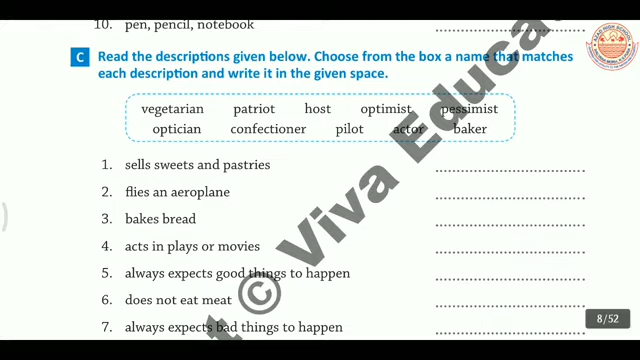 10. pen, pencil, notebook ..............................
C Read the descriptions given below. Choose from the box a name that matches
each description and write it in the given space.
vegetarian patriot host optimist pessimist
optician confectioner pilot actor baker
1. sells sweets and pastries ..............................
2. flies an aeroplane ..............................
3. bakes bread ..............................
4. acts in plays or movies ..............................
5. always expects good things to happen ..............................
6. does not eat meat ..............................
7. always expects bad things to happen ..............................
t © Viva Educa
8/52